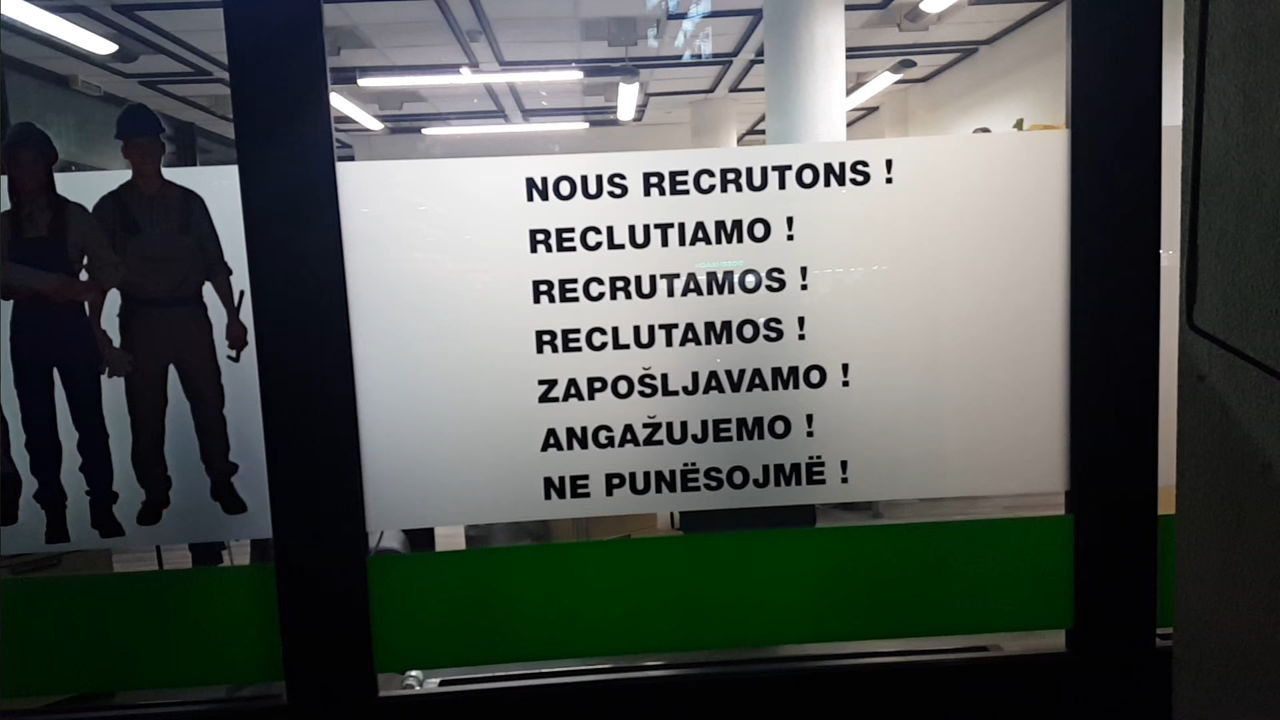 NOUS RECRUTONS !
RECLUTIAMO !
RECRUTAMOS !
RECLUTAMOS !
ZAPOŠLJAVAMO !
ANGAŽUJEMO !
NE PUNËSOJMË !